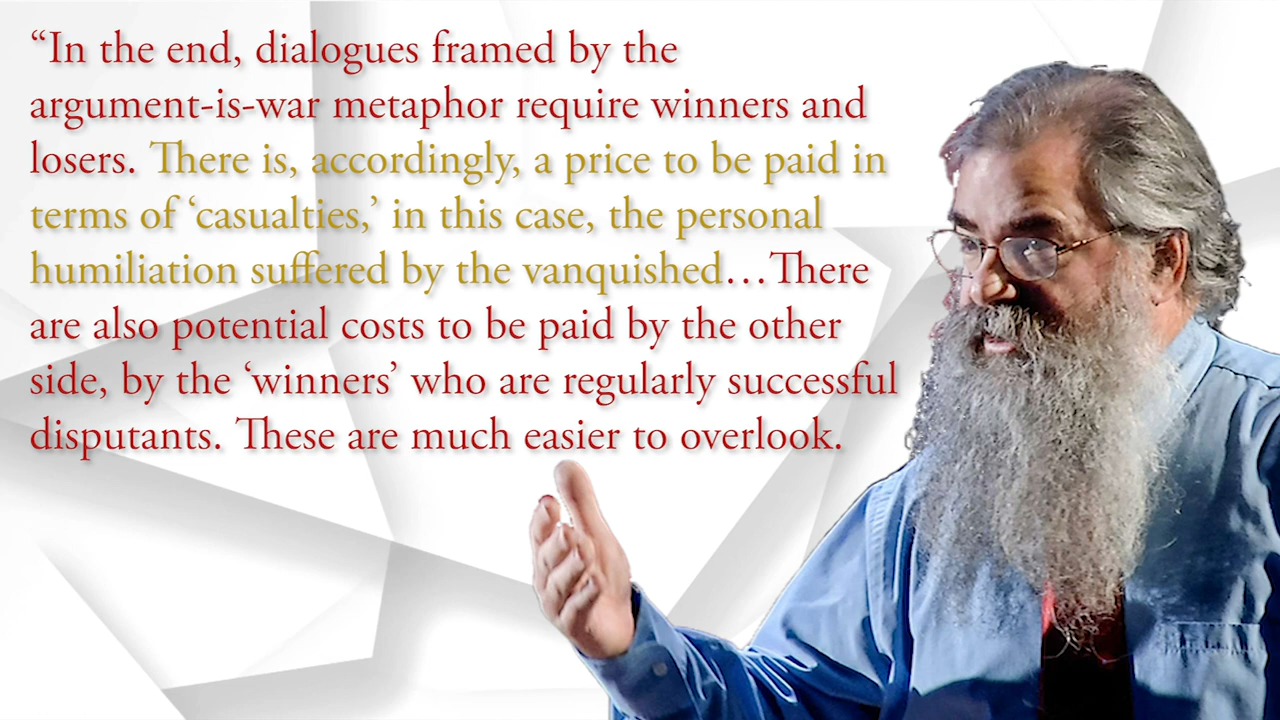 “In the end, dialogues framed by the
argument-is-war metaphor require winners and
losers. There is, accordingly, a price to be paid in
terms of ‘casualties,’ in this case, the personal
humiliation suffered by the vanquished…There
are also potential costs to be paid by the other
side, by the ‘winners’ who are regularly successful
disputants. These are much easier to overlook.